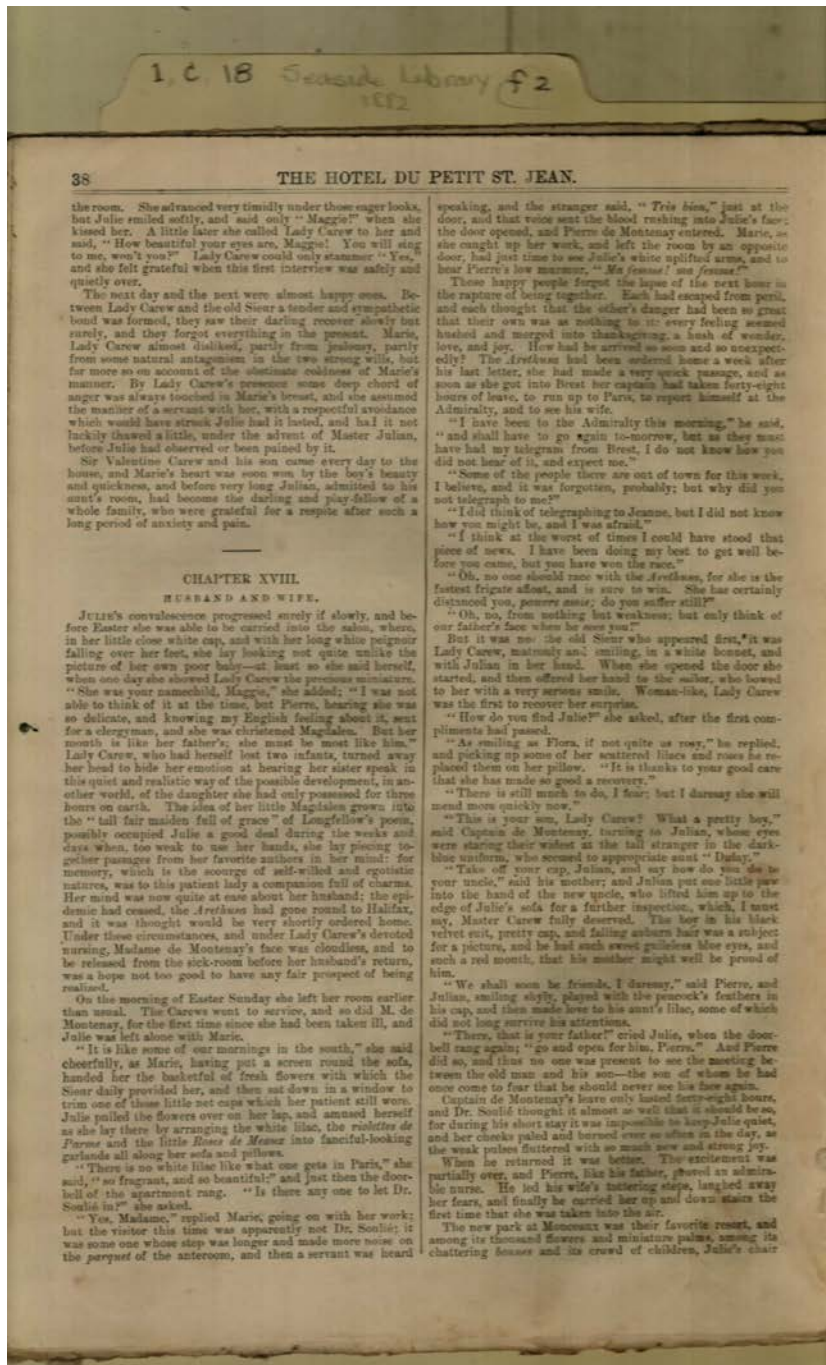 1, C, 18 Seaside Library f 2
1882
38
THE HOTEL DU PETIT ST. JEAN.
the room. She advanced very timidly under those eager looks,
but Julie smiled softly, and said only "Maggie!" when she
kissed her. A little later she called Lady Carew to her and
said, "How beautiful your eyes are, Maggie! You will sing
to me, won't you?" Lady Carew could only stammer "Yes,"
and she felt grateful when this first interview was safely and
quietly over.
The next day and the next were almost happy ones. Be-
tween Lady Carew and the old Sieur a tender and sympathetic
bond was formed, they saw their darling recover slowly but
surely, and they forgot everything in the present. Marie,
Lady Carew almost disliked, partly from jealousy, partly
from some natural antagonism in the two strong wills, but
far more so on account of the obstinate coldness of Marie's
manner. By Lady Carew's presence some deep chord of
anger was always touched in Marie's breast, and she assumed
the manner of a servant with her, with a respectful avoidance
which would have struck Julie had it lasted, and had it not
luckily thawed a little, under the advent of Master Julian,
before Julie had observed or been pained by it.
Sir Valentine Carew and his son came every day to the
house, and Marie's heart was soon won by the boy's beauty
and quickness, and before very long Julian, admitted to his
aunt's room, had become the darling and play-fellow of a
whole family, who were grateful for a respite after such a
long period of anxiety and pain.
CHAPTER XVIII.
HUSBAND AND WIFE.
JULIE'S convalescence progressed surely if slowly, and be-
fore Easter she was able to be carried into the salon, where,
in her little close white cap, and with her long white peignoir
falling over her feet, she lay looking not quite unlike the
picture of her own poor baby—at least so she said herself,
when one day she showed Lady Carew the precious miniature.
"She was your namechild, Maggie," she added; "I was not
able to think of it at the time, but Pierre, hearing she was
so delicate, and knowing my English feeling about it, sent
for a clergyman, and she was christened Magdalen. But her
mouth is like her father's; she must be most like him."
Lady Carew, who had herself lost two infants, turned away
her head to hide her emotion at hearing her sister speak in
this quiet and realistic way of the possible development, in an-
other world, of the daughter she had only possessed for three
hours on earth. The idea of her little Magdalen grown into
the "tall fair maiden full of grace" of Longfellow's poem,
possibly occupied Julie a good deal during the weeks and
days when, too weak to use her hands, she lay piecing to-
gether passages from her favorite authors in her mind: for
memory, which is the scourge of self-willed and egotistic
natures, was to this patient lady a companion full of charms.
Her mind was now quite at ease about her husband; the epi-
demic had ceased, the Arethusa had gone round to Halifax,
and it was thought would be very shortly ordered home.
Under these circumstances, and under Lady Carew's devoted
nursing, Madame de Montenay's face was cloudless, and to
be released from the sick-room before her husband's return,
was a hope not too good to have any fair prospect of being
realized.
On the morning of Easter Sunday she left her room earlier
than usual. The Carews went to service, and so did M. de
Montenay, for the first time since she had been taken ill, and
Julie was left alone with Marie.
"It is like some of our mornings in the south," she said
cheerfully, as Marie, having put a screen round the sofa,
handed her the basketful of fresh flowers with which the
Sieur daily provided her, and then sat down in a window to
trim one of those little net caps which her patient still wore.
Julie pulled the flowers over on her lap, and amused herself
as she lay there by arranging the white lilac, the violettes de
Parme and the little Roses de Meaux into fanciful-looking
garlands all along her sofa and pillows.
"There is no white lilac like what one gets in Paris," she
said, "so fragrant, and so beautiful;" and just then the door-
bell of the apartment rang. "Is there any one to let Dr.
Soulié in?" she asked.
"Yes, Madame," replied Marie, going on with her work;
but the visitor this time was apparently not Dr. Soulié; it
was some one whose step was longer and made more noise on
the parquet of the anteroom, and then a servant was heard
speaking, and the stranger said, "Très bien," just at the
door, and that voice sent the blood rushing into Julie's face;
the door opened, and Pierre de Montenay entered. Marie, as
she caught up her work, and left the room by an opposite
door, had just time to see Julie's white uplifted arms, and to
hear Pierre's low murmur, "Ma femme! ma femme!"
These happy people forgot the lapse of the next hour in
the rapture of being together. Each had escaped from peril,
and each thought that the other's danger had been so great
that their own was as nothing to it: every feeling seemed
hushed and merged into thanksgiving, a hush of wonder,
love, and joy. How had he arrived so soon and so unexpect-
edly? The Arethusa had been ordered home a week after
his last letter, she had made a very quick passage, and as
soon as she got into Brest her captain had taken forty-eight
hours of leave, to run up to Paris, to report himself at the
Admiralty, and to see his wife.
"I have been to the Admiralty this morning," he said,
"and shall have to go again to-morrow, but as they must
have had my telegram from Brest, I do not know how you
did not hear of it, and expect me."
"Some of the people there are out of town for this week,
I believe, and it was forgotten, probably; but why did you
not telegraph to me?"
"I did think of telegraphing to Jeanne, but I did not know
how you might be, and I was afraid."
"I think at the worst of times I could have stood that
piece of news. I have been doing my best to get well be-
fore you came, but you have won the race."
"Oh, no one should race with the Arethusa, for she is the
fastest frigate afloat, and is sure to win. She has certainly
distanced you, do you suffer still?"
"Oh, no, from nothing but weakness; but only think of
our father's face when he sees you!"
But it was not the old Sieur who appeared first, it was
Lady Carew, matronly and smiling, in a white bonnet, and
with Julian in her hand. When she opened the door she
started, and then offered her hand to the sailor, who bowed
to her with a very serious smile. Woman-like, Lady Carew
was the first to recover her surprise.
"How do you find Julie?" she asked, after the first com-
pliments had passed.
"As smiling as Flora, if not quite as rosy," he replied,
and picking up some of her scattered lilacs and roses he re-
placed them on her pillow. "It is thanks to your good care
that she has made so good a recovery."
"There is still much to do, I fear; but I daresay she will
mend more quickly now."
"This is your son, Lady Carew? What a pretty boy,"
said Captain de Montenay, turning to Julian, whose eyes
were staring their widest at the tall stranger in the dark-
blue uniform, who seemed to appropriate aunt
"Take off your cap, Julian, and say how do you do to
your uncle," said his mother; and Julian put one little paw
into the hand of the new uncle, who lifted him up to the
edge of Julie's sofa for a further inspection, which, I must
say, Master Carew fully deserved. The boy in his black
velvet suit, pretty cap, and falling auburn hair was a subject
for a picture, and he had such sweet guileless blue eyes, and
such a red mouth, that his mother might well be proud of
him.
"We shall soon be friends, I daresay," said Pierre, and
Julian, smiling shyly, played with the peacock's feathers in
his cap, and then made love to his aunt's lilac, some of which
did not long survive his attentions.
"There, that is your father!" cried Julie, when the door-
bell rang again; "go and open for him, Pierre." And Pierre
did so, and thus no one was present to see the meeting be-
tween the old man and his son—the son of whom he had
once come to fear that he should never see his face again.
Captain de Montenay's leave only lasted forty-eight hours,
and Dr. Soulié thought it almost as well that it should be so,
for during his short stay it was impossible to keep Julie quiet,
and her cheeks paled and burned ever so often in the day, as
the weak pulses fluttered with so much new and strong joy.
When he returned it was better. The excitement was
partially over, and Pierre, like his father, proved an admira-
ble nurse. He led his wife's tottering steps, laughed away
her fears, and finally he carried her up and down stairs the
first time that she was taken into the air.
The new park at Monceaux was their favorite resort, and
among its thousand flowers and miniature palms, among its
chattering bonnes and its crowd of children, Julie's chair